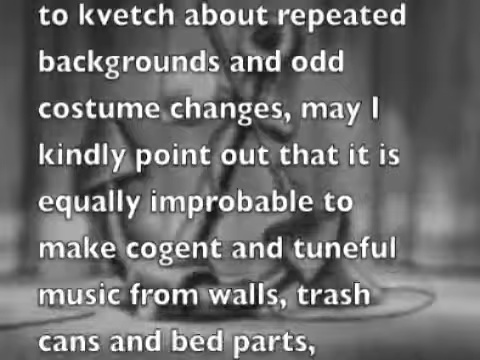 to kvetch about repeated
backgrounds and odd
costume changes, may I
kindly point out that it is
equally improbable to
make cogent and tuneful
music from walls, trash
cans and bed parts,